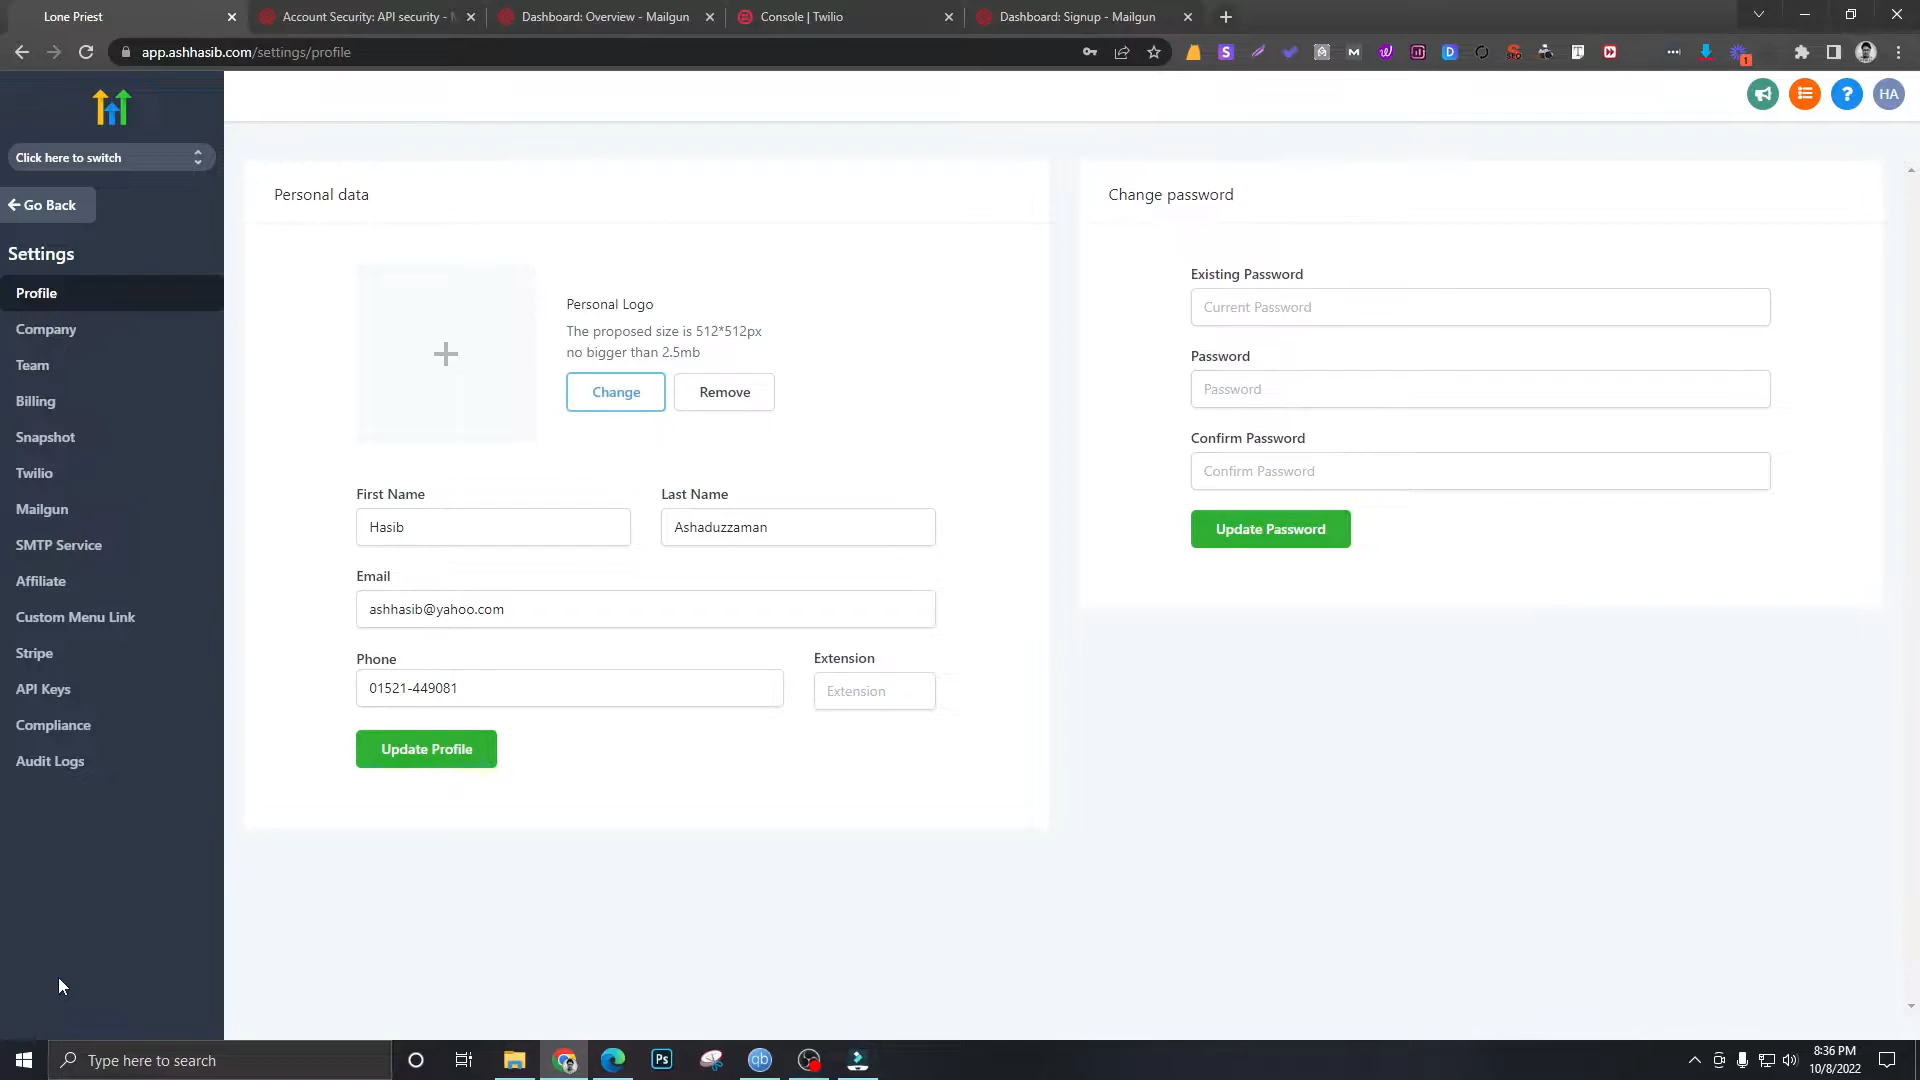 Lone Priest
Account Security: API security -
Dashboard: Overview - Mailgun
Console | Twilio
Dashboard: Signup - Mailgun
app.ashhasib.com/settings/profile
1
HA
Click here to switch
Go Back
Settings
Profile
Company
Team
Billing
Snapshot
Twilio
Mailgun
SMTP Service
Affiliate
Custom Menu Link
Stripe
API Keys
Compliance
Audit Logs
Personal data
Personal Logo
The proposed size is 512*512px
no bigger than 2.5mb
Change
Remove
First Name
Last Name
Hasib
Ashaduzzaman
Email
ashhasib@yahoo.com
Phone
Extension
01521-449081
Extension
Update Profile
Change password
Existing Password
Current Password
Password
Password
Confirm Password
Confirm Password
Update Password
Type here to search
Ps
qb
8:36 PM
10/8/2022